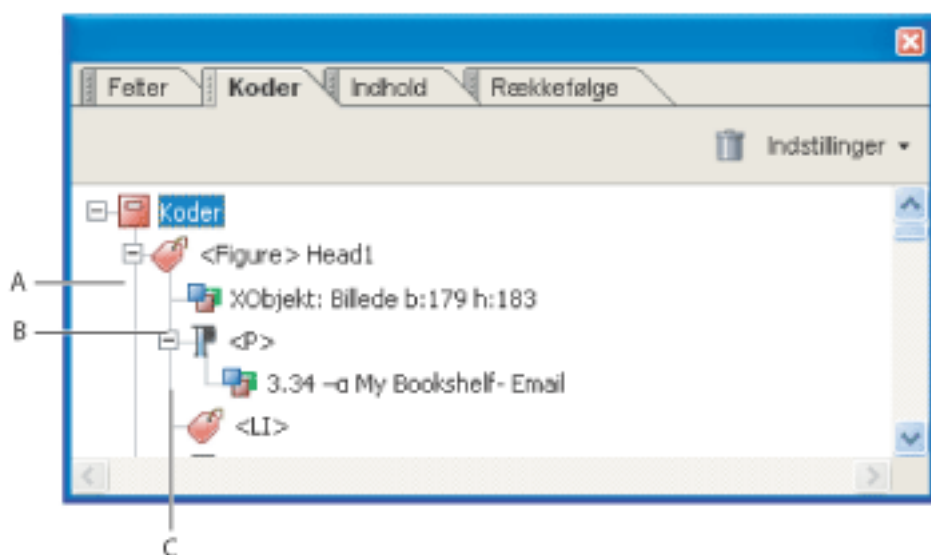 Felter Koder Indhold Rækkefølge
Indstillinger
Koder
<Figure> Head1
A
XObjekt: Billede b:179 h:183
B
<P>
3.34 –a My Bookshelf- Email
<LI>
C